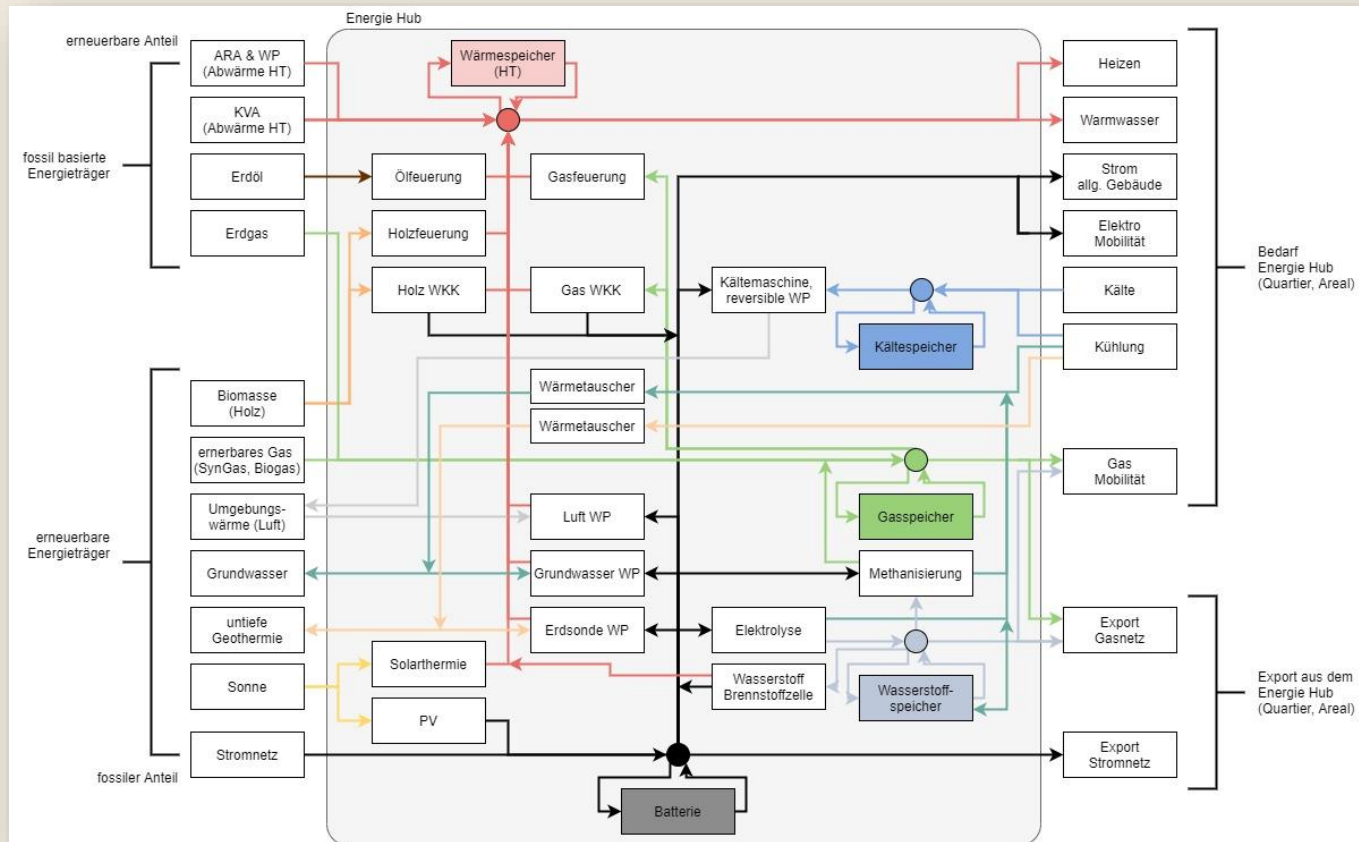 Energie Hub
erneuerbare Anteil
ARA & WP
(Abwärme HT)
KVA
(Abwärme HT)
fossil basierte
Energieträger
Erdöl
Erdgas
Biomasse
(Holz)
ernerbares Gas
(SynGas, Biogas)
Umgebungs-
wärme (Luft)
erneuerbare
Energieträger
Grundwasser
untiefe
Geothermie
Sonne
Stromnetz
fossiler Anteil
Wärmespeicher
(HT)
Ölfeuerung
Gasfeuerung
Holzfeuerung
Holz WKK
Gas WKK
Kältemaschine,
reversible WP
Kältespeicher
Wärmetauscher
Wärmetauscher
Luft WP
Gasspeicher
Grundwasser WP
Methanisierung
Erdsonde WP
Elektrolyse
Solarthermie
Wasserstoff
Brennstoffzelle
Wasserstoff-
speicher
PV
Batterie
Heizen
Warmwasser
Strom
allg. Gebäude
Elektro
Mobilität
Kälte
Kühlung
Gas
Mobilität
Bedarf
Energie Hub
(Quartier, Areal)
Export
Gasnetz
Export
Stromnetz
Export aus dem
Energie Hub
(Quartier, Areal)